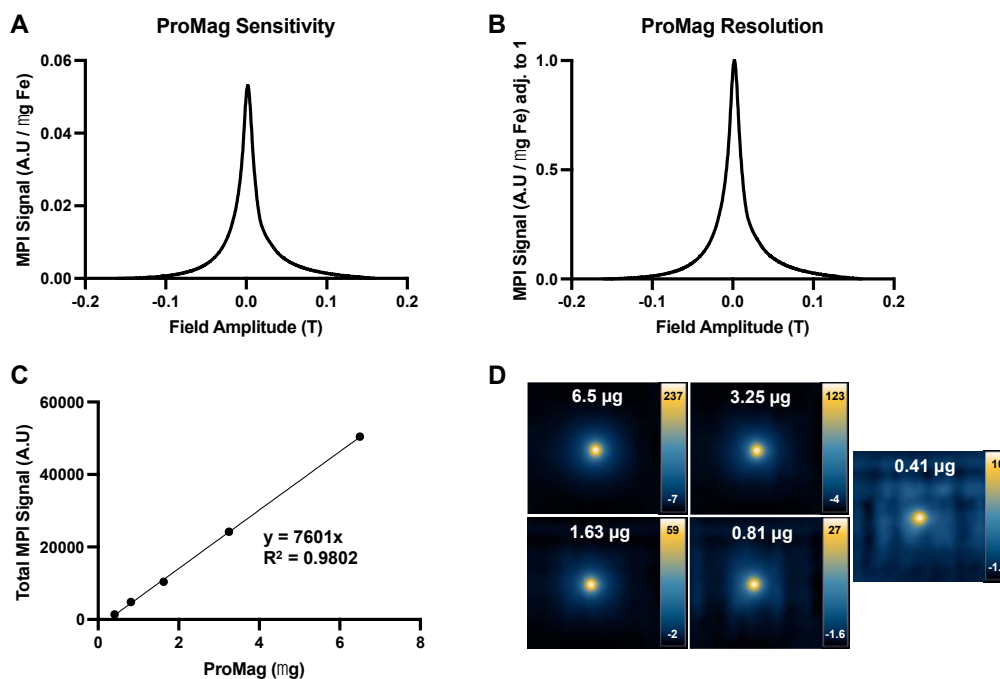 A
ProMag Sensitivity
MPI Signal (A.U / mg Fe)
0.06
0.04
0.02
0.00
-0.2
-0.1
0.0
0.1
0.2
Field Amplitude (T)
B
ProMag Resolution
MPI Signal (A.U / mg Fe) adj. to 1
1.0
0.5
0.0
-0.2
-0.1
0.0
0.1
0.2
Field Amplitude (T)
C
Total MPI Signal (A.U)
60000
40000
20000
0
y = 7601x
R² = 0.9802
0
2
4
6
8
ProMag (mg)
D
6.5 µg
237
-7
3.25 µg
123
-4
1.63 µg
59
-2
0.81 µg
27
-1.6
0.41 µg
10
-1.